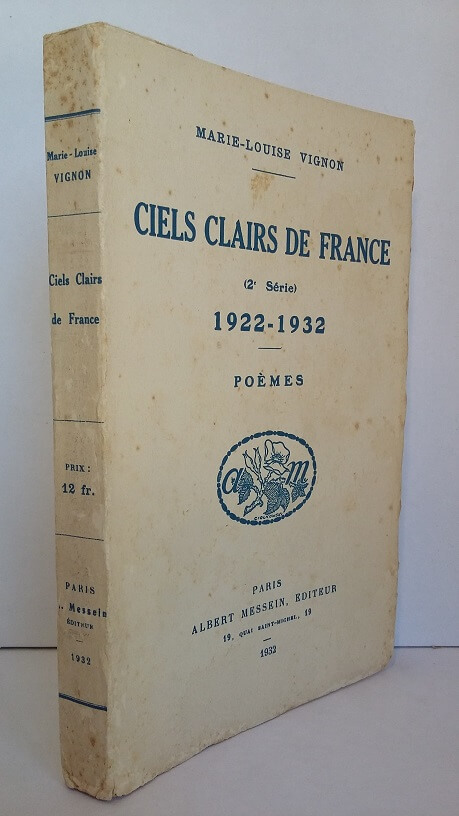 Marie-Louise
VIGNON
Ciels Clairs
de France
PRIX :
12 fr.
PARIS
Messein
ÉDITEUR
1932
MARIE-LOUISE VIGNON
CIELS CLAIRS DE FRANCE
(2e Série)
1922-1932
POÈMES
a m
PARIS
ALBERT MESSEIN, EDITEUR
19, QUAI SAINT-MICHEL, 19
1932